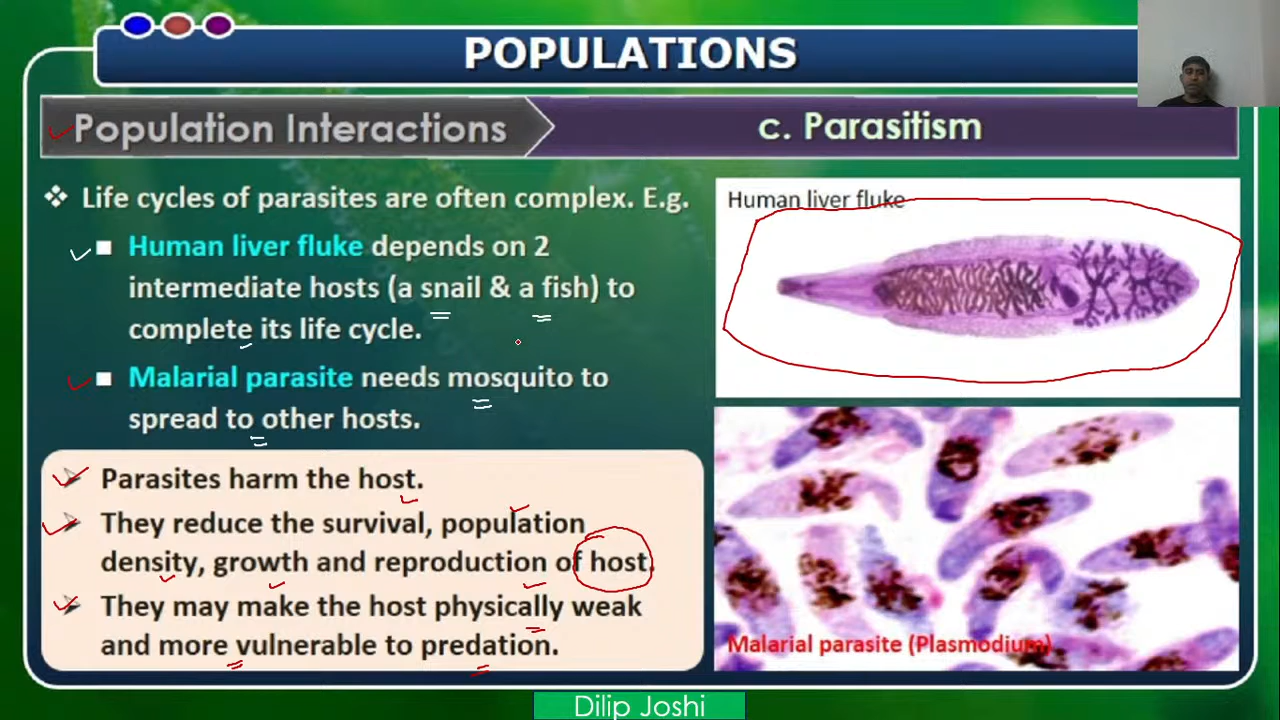 POPULATIONS
Population Interactions
c. Parasitism
Life cycles of parasites are often complex. E.g.
Human liver fluke depends on 2
intermediate hosts (a snail & a fish) to
complete its life cycle.
Malarial parasite needs mosquito to
spread to other hosts.
Parasites harm the host.
They reduce the survival, population
density, growth and reproduction of host.
They may make the host physically weak
and more vulnerable to predation.
Human liver fluke
Malarial parasite (Plasmodium)
Dilip Joshi